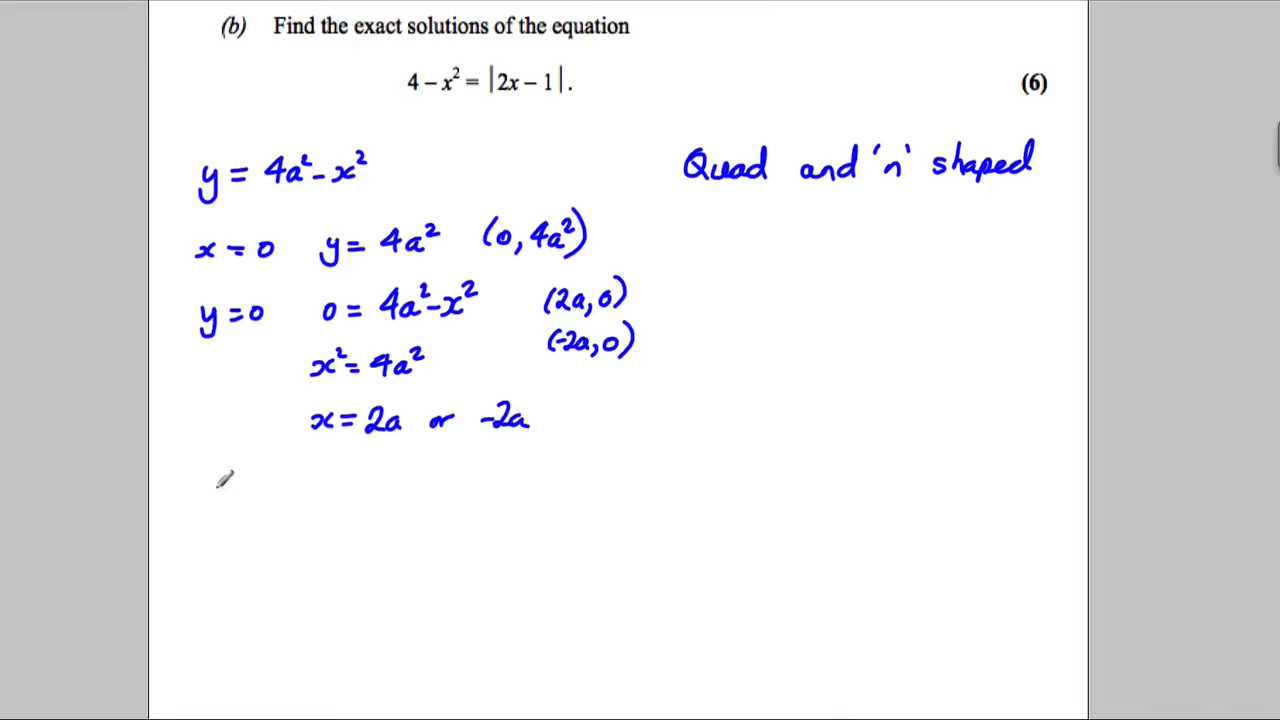 (b) Find the exact solutions of the equation
4 – x² = |2x – 1|. (6)
y = 4a² – x² Quad and 'n' shaped
x = 0 y = 4a² (0, 4a²)
y = 0 0 = 4a² – x² (2a, 0)
(-2a, 0)
x² = 4a²
x = 2a or -2a